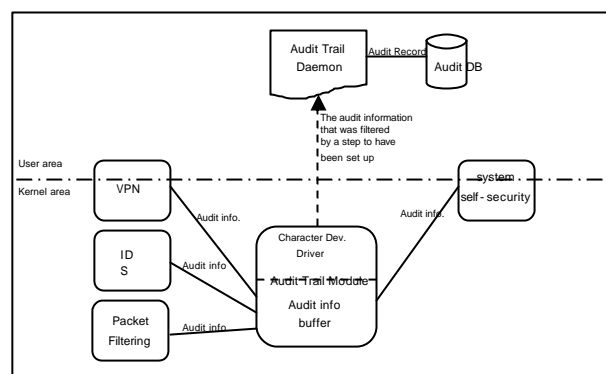 Audit Trail
Daemon
Audit Record
Audit DB
The audit information
that was filtered
by a step to have
been set up
User area
Kernel area
VPN
system
self-security
Audit info.
Audit info.
Character Dev.
Driver
ID
S
Audit info
Audit Trail Module
Audit info
buffer
Packet
Filtering
Audit info.